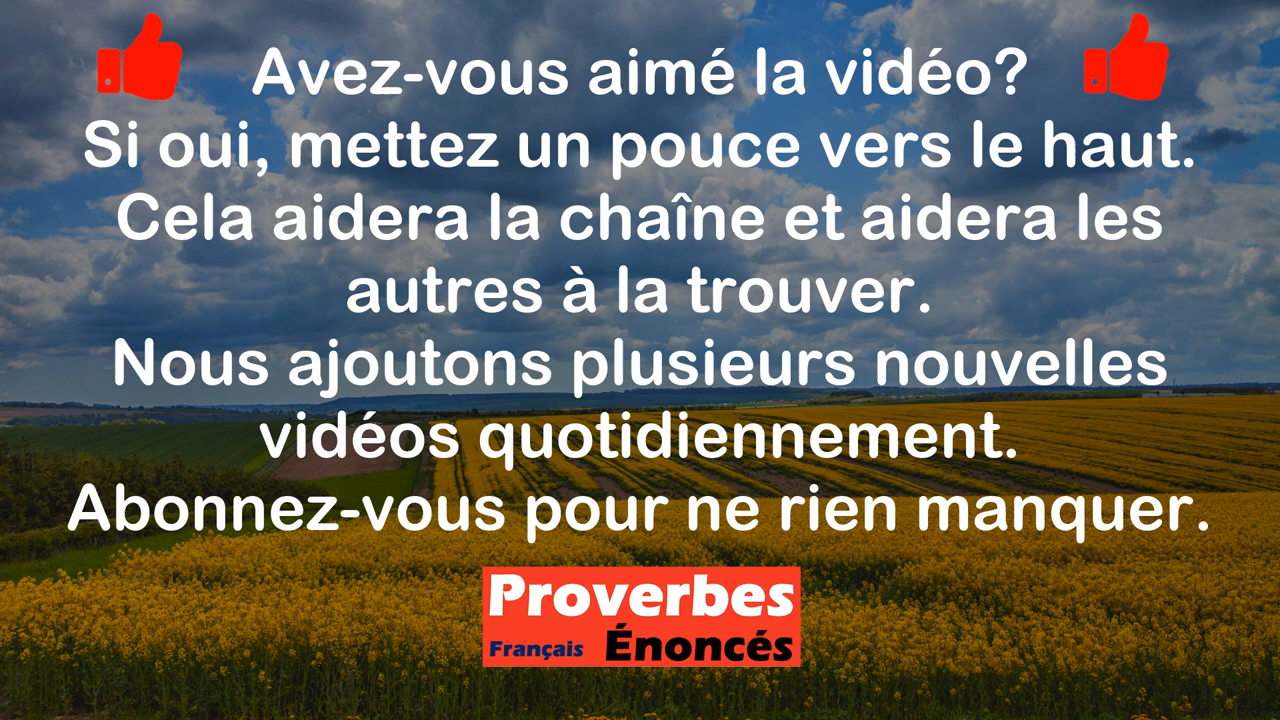 Avez-vous aimé la vidéo?
Si oui, mettez un pouce vers le haut.
Cela aidera la chaîne et aidera les
autres à la trouver.
Nous ajoutons plusieurs nouvelles
vidéos quotidiennement.
Abonnez-vous pour ne rien manquer.
Proverbes
Français Énoncés